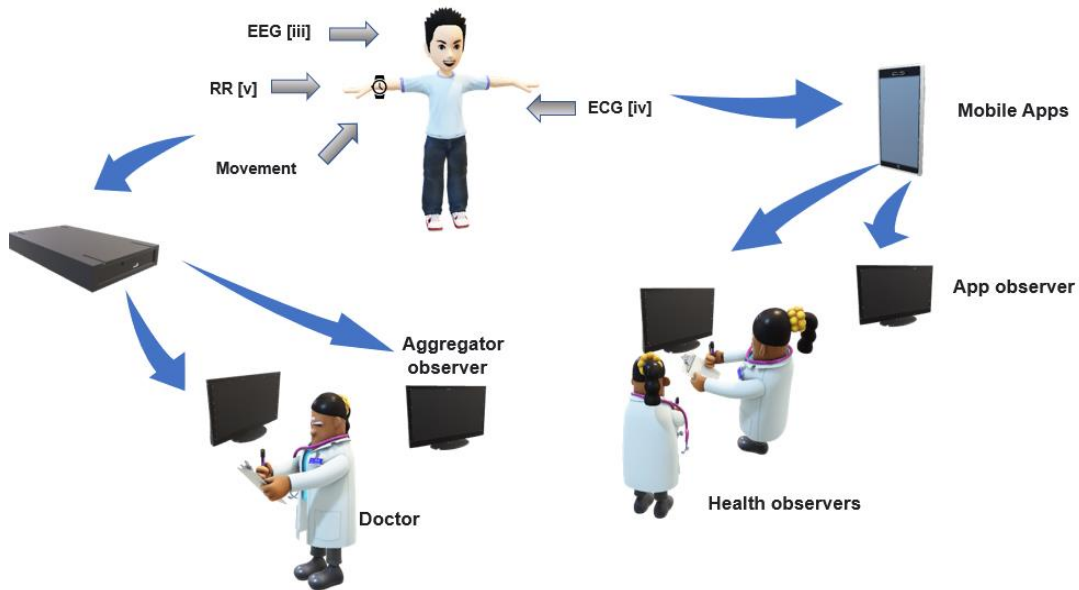 EEG [iii]
RR [v]
ECG [iv]
Mobile Apps
Movement
App observer
Aggregator
observer
Health observers
Doctor